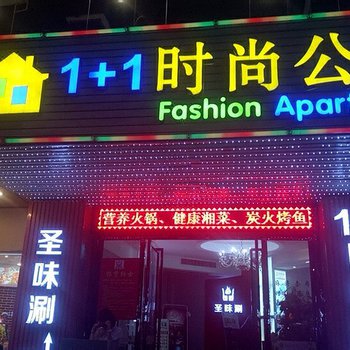 1+1时尚公
Fashion Apart
营养火锅、健康湘菜、炭火烤鱼
圣味涮
圣味涮
1